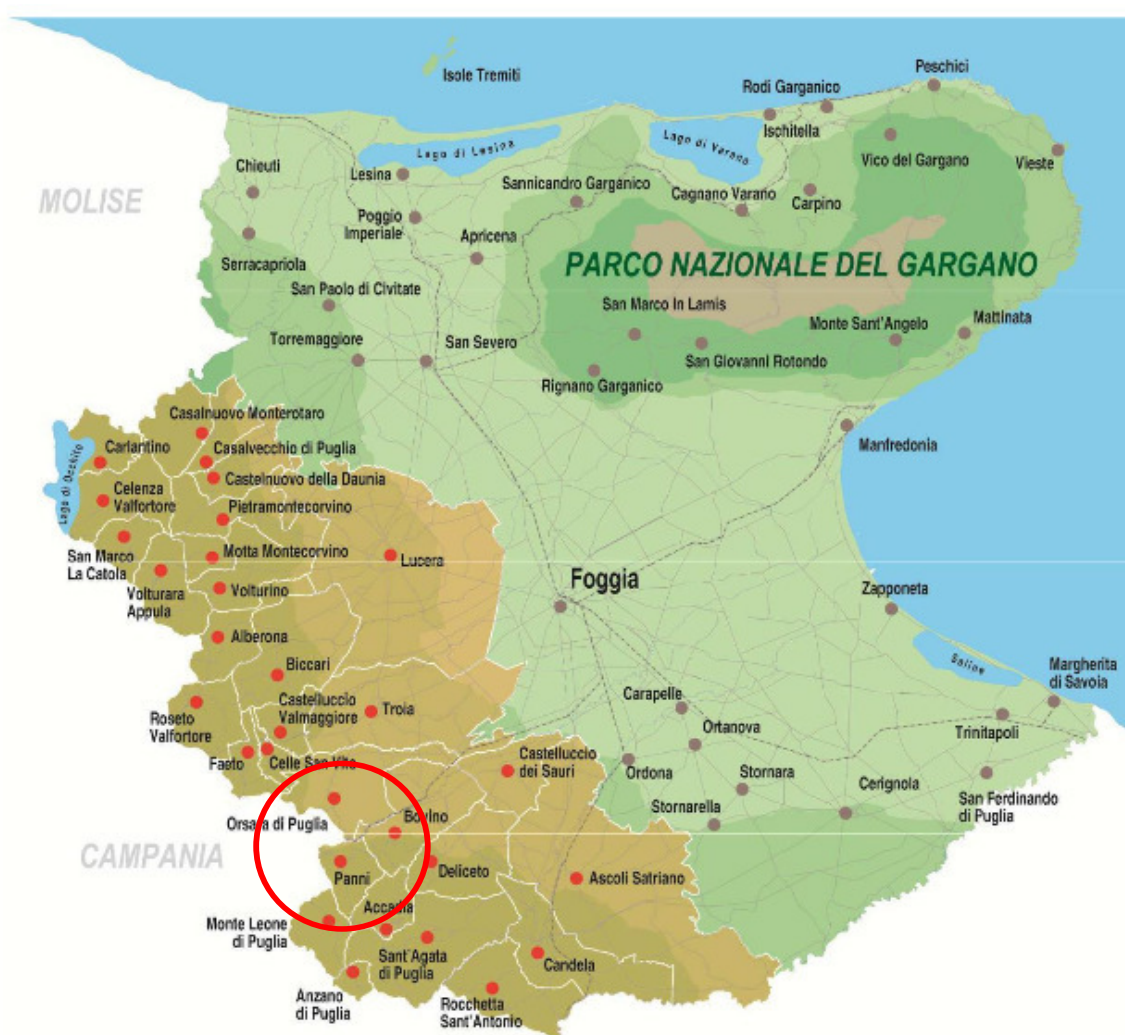 Isole Tremiti
Peschici
Rodi Garganico
Ischitella
Lago di Lesina
Lago di Varano
Vico del Gargano
Vieste
Chieuti
Lesina
Sannicandro Garganico
Cagnano Varano
Carpino
MOLISE
Poggio
Imperiale
Apricena
Serracapriola
PARCO NAZIONALE DEL GARGANO
San Paolo di Civitate
San Marco In Lamis
Monte Sant'Angelo
Mattinata
Torremaggiore
San Severo
San Giovanni Rotondo
Rignano Garganico
Casalnuovo Monterotaro
Manfredonia
Carlantino
Casalvecchio di Puglia
Castelnuovo della Daunia
Lago di Occhito
Celenza
Valfortore
Pietramontecorvino
San Marco
La Catola
Motta Montecorvino
Lucera
Volturara
Appula
Volturino
Foggia
Zapponeta
Alberona
Saline
Biccari
Margherita
di Savoia
Castelluccio
Valmaggiore
Troia
Carapelle
Roseto
Valfortore
Ortanova
Trinitapoli
Faeto
Celle San Vito
Castelluccio
dei Sauri
Ordona
Stornara
Cerignola
San Ferdinando
di Puglia
Orsara di Puglia
Bovino
Stornarella
CAMPANIA
Panni
Deliceto
Ascoli Satriano
Monte Leone
di Puglia
Accadia
Sant'Agata
di Puglia
Candela
Anzano
di Puglia
Rocchetta
Sant'Antonio